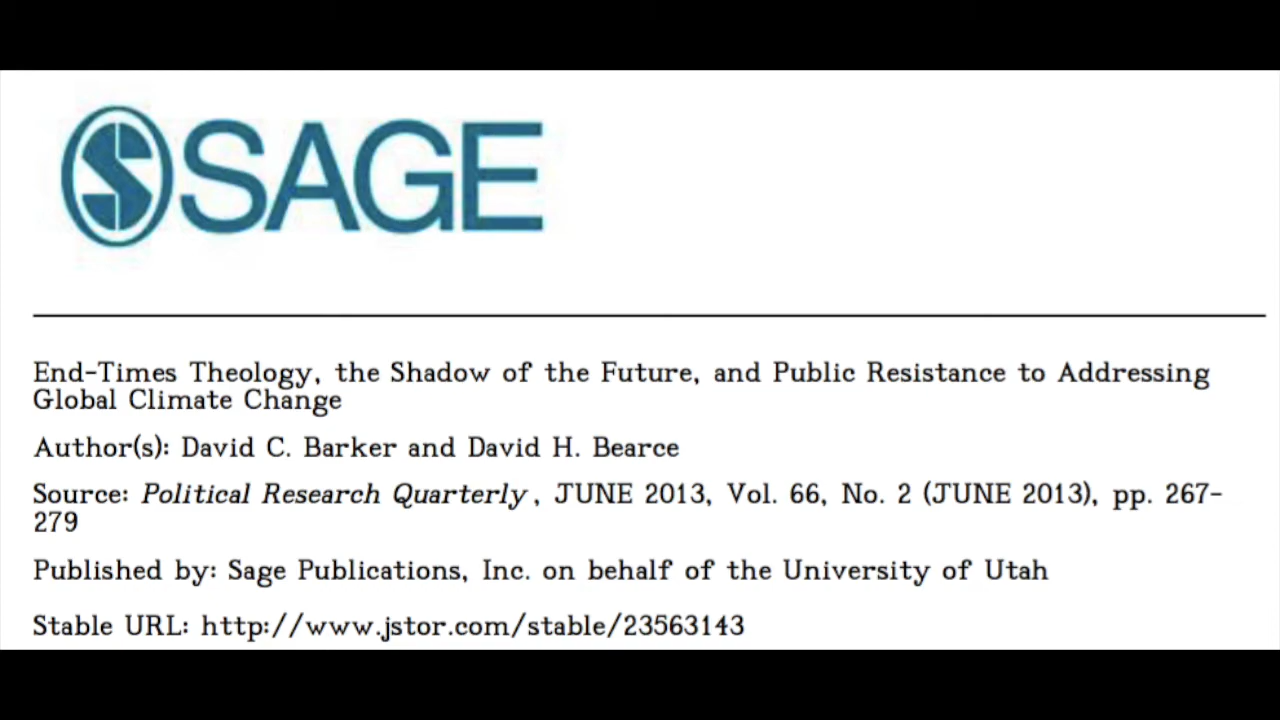 SAGE
End-Times Theology, the Shadow of the Future, and Public Resistance to Addressing
Global Climate Change
Author(s): David C. Barker and David H. Bearce
Source: Political Research Quarterly, JUNE 2013, Vol. 66, No. 2 (JUNE 2013), pp. 267-
279
Published by: Sage Publications, Inc. on behalf of the University of Utah
Stable URL: http://www.jstor.com/stable/23563143